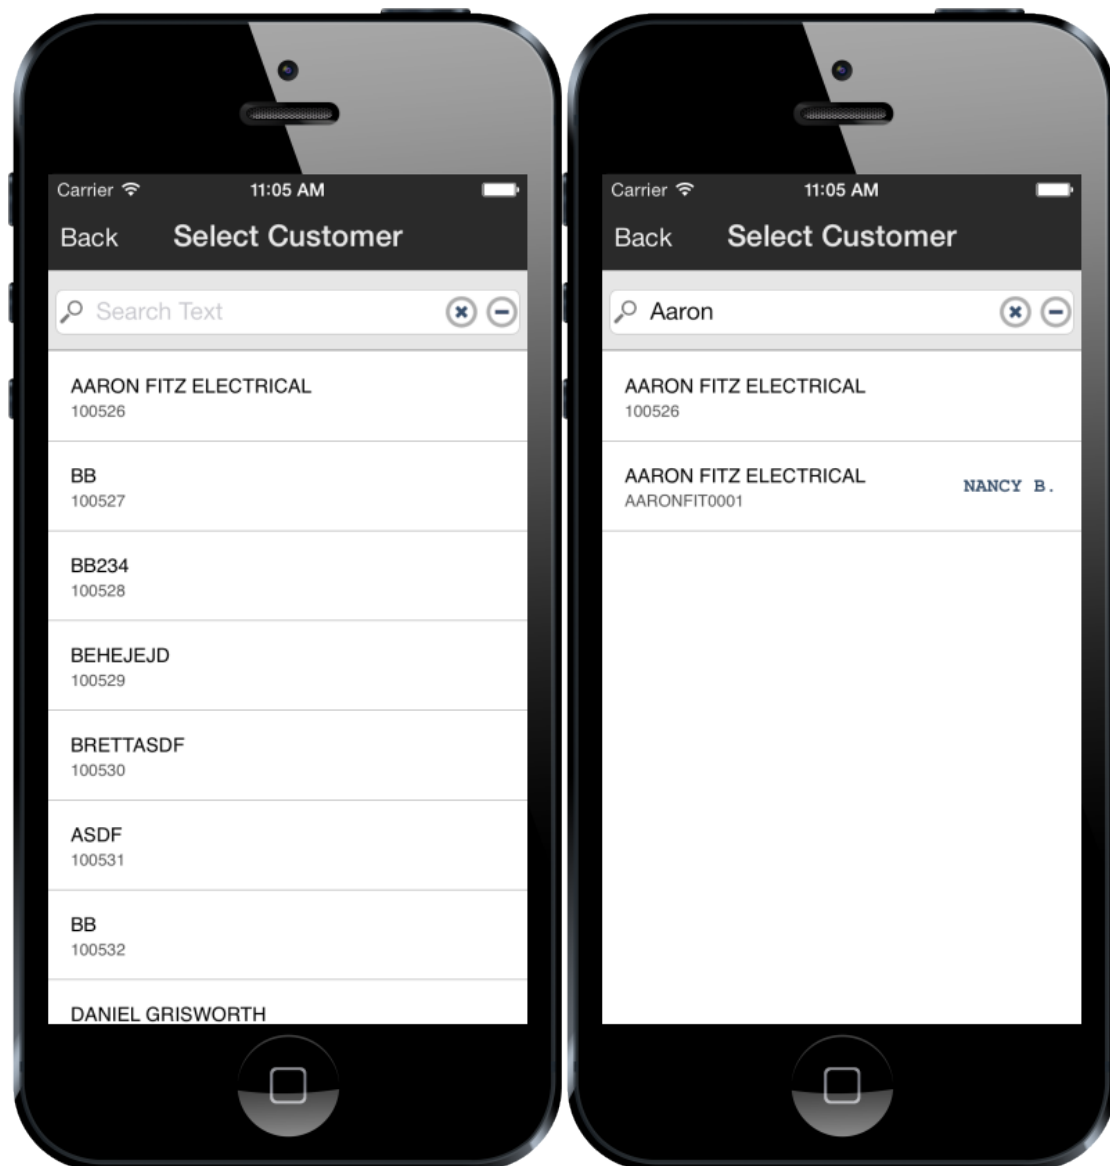 Carrier 11:05 AM
Back Select Customer
Search Text
AARON FITZ ELECTRICAL
100526
BB
100527
BB234
100528
BEHEJEJD
100529
BRETTASDF
100530
ASDF
100531
BB
100532
DANIEL GRISWORTH
Carrier 11:05 AM
Back Select Customer
Aaron
AARON FITZ ELECTRICAL
100526
AARON FITZ ELECTRICAL
AARONFIT0001
NANCY B.